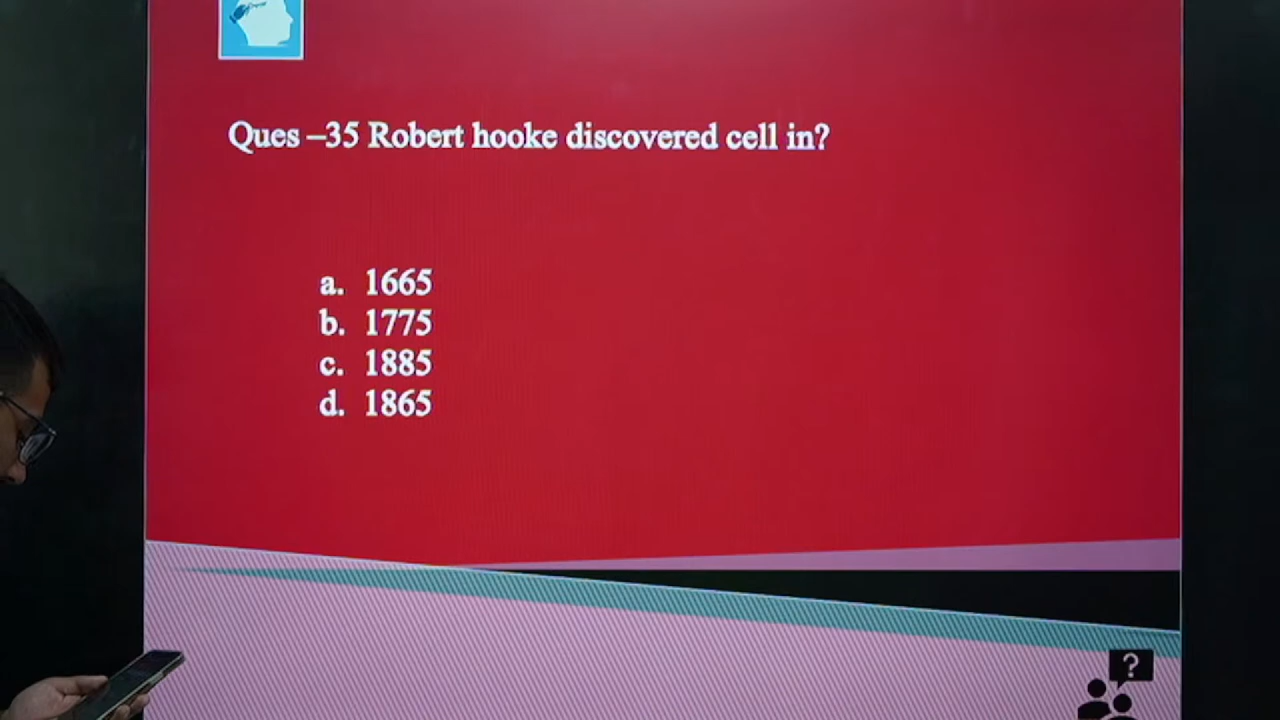 Ques –35 Robert hooke discovered cell in?
a. 1665
b. 1775
c. 1885
d. 1865
?